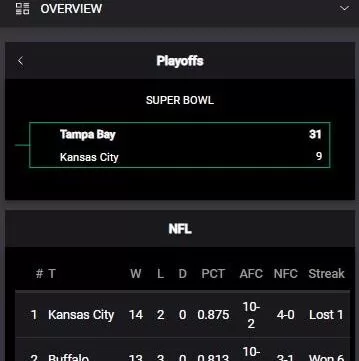 OVERVIEW
Playoffs
SUPER BOWL
Tampa Bay 31
Kansas City 9
NFL
# T W L D PCT AFC NFC Streak
1 Kansas City 14 2 0 0.875 10-2 4-0 Lost 1
2 Buffalo 13 3 0 0.813 10- 3-1 Won 6